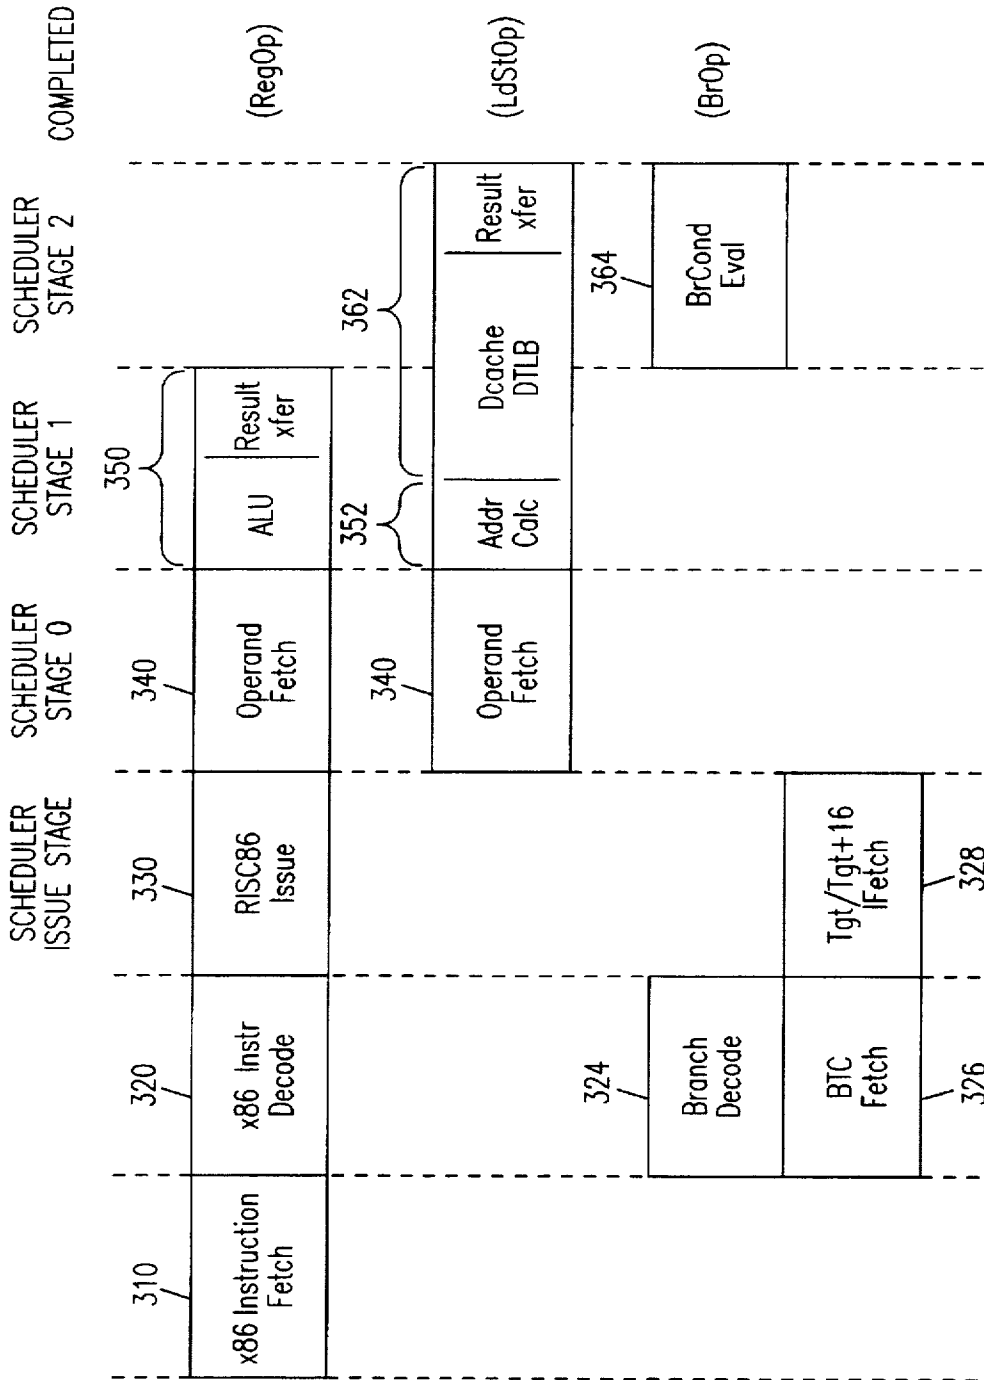 SCHEDULER
ISSUE STAGE
SCHEDULER
STAGE 0
SCHEDULER
STAGE 1
SCHEDULER
STAGE 2
COMPLETED
310
x86 Instruction
Fetch
320
x86 Instr
Decode
330
RISC86
Issue
340
Operand
Fetch
350
ALU
Result
xfer
(RegOp)
340
Operand
Fetch
352
Addr
Calc
362
Dcache
DTLB
Result
xfer
(LdStOp)
324
Branch
Decode
364
BrCond
Eval
(BrOp)
BTC
Fetch
326
Tgt/Tgt+16
IFetch
328